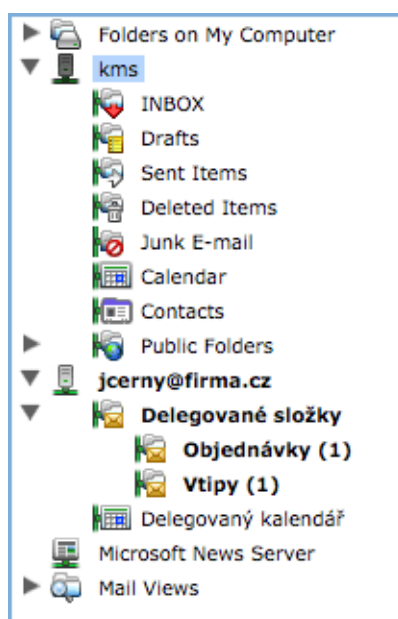 Folders on My Computer
kms
INBOX
Drafts
Sent Items
Deleted Items
Junk E-mail
Calendar
Contacts
Public Folders
jcerny@firma.cz
Delegované složky
Objednávky (1)
Vtipy (1)
Delegovaný kalendář
Microsoft News Server
Mail Views